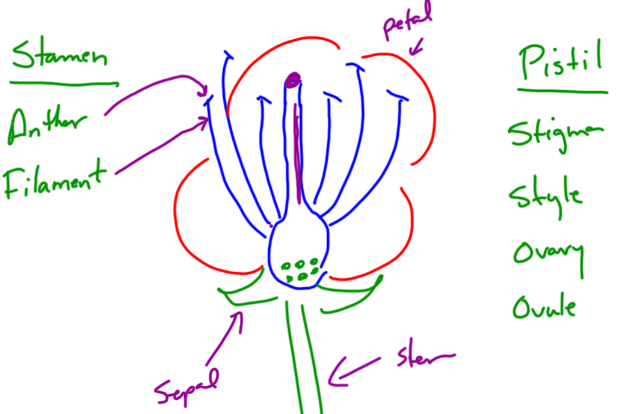 Stamen
Anther
Filament
petal
Pistil
Stigma
Style
Ovary
Ovule
Sepal
stem